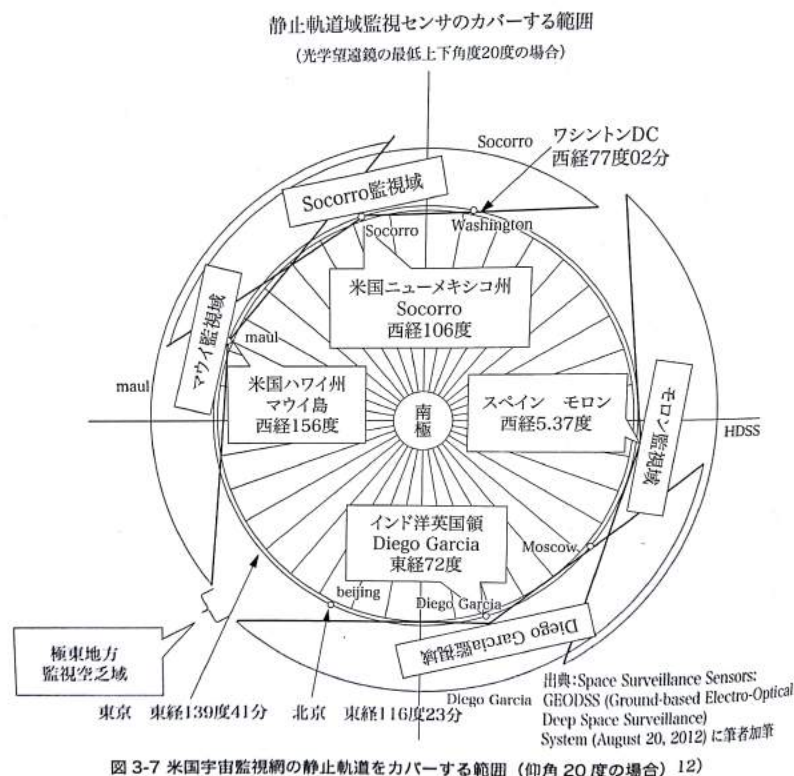 静止軌道域監視センサのカバーする範囲
(光学望遠鏡の最低上下角度20度の場合)
Socorro
ワシントンDC
西経77度02分
Socorro監視域
Socorro
Washington
米国ニューメキシコ州
Socorro
西経106度
マウイ監視域
maul
maul
米国ハワイ州
マウイ島
西経156度
南極
スペイン モロン
西経5.37度
モロン監視域
HDSS
インド洋英国領
Diego Garcia
東経72度
Moscow.
beijing
Diego Garcia
Diego Garcia監視域
極東地方
監視空乏域
東京 東経139度41分
北京 東経116度23分
Diego Garcia
出典:Space Surveillance Sensors:
GEODSS (Ground-based Electro-Optical
Deep Space Surveillance)
System (August 20, 2012) に筆者加筆
図 3-7 米国宇宙監視網の静止軌道をカバーする範囲(仰角 20 度の場合)12)